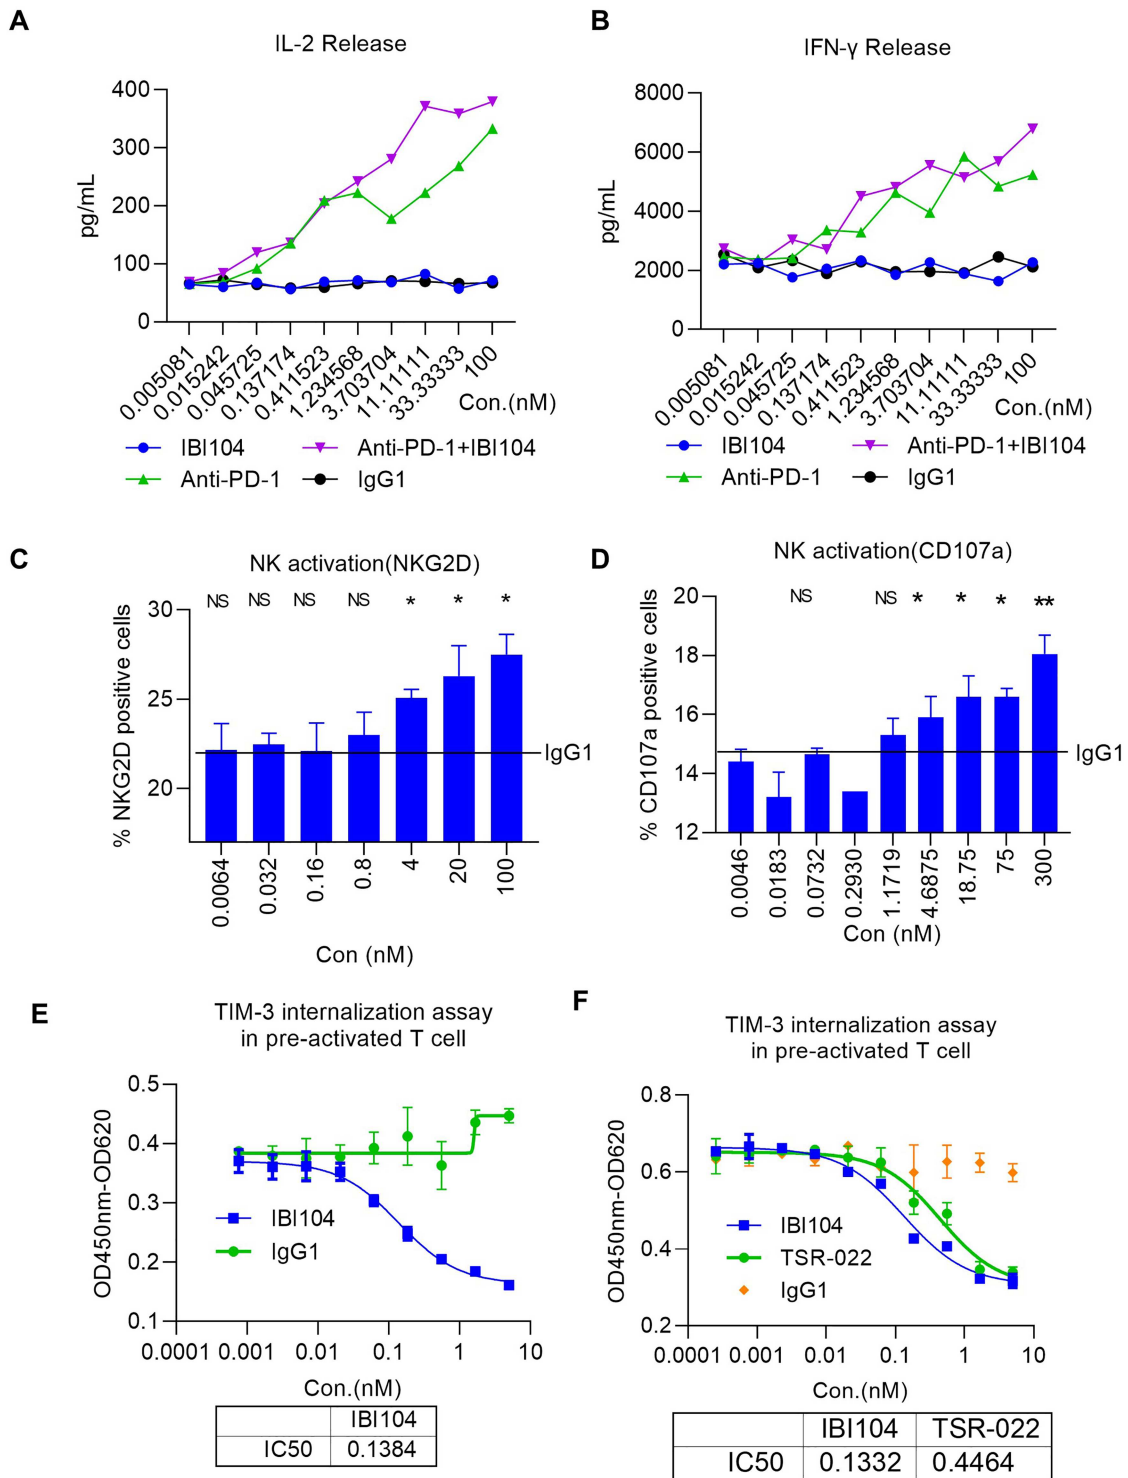 A
IL-2 Release
400
300
200
100
0
pg/mL
0.005081
0.015242
0.045725
0.137174
0.411523
1.234568
3.703704
11.11111
33.33333
100
Con.(nM)
IBI104
Anti-PD-1+IBI104
Anti-PD-1
IgG1
B
IFN-γ Release
8000
6000
4000
2000
0
pg/mL
0.005081
0.015242
0.045725
0.137174
0.411523
1.234568
3.703704
11.11111
33.33333
100
Con.(nM)
IBI104
Anti-PD-1+IBI104
Anti-PD-1
IgG1
C
NK activation(NKG2D)
NS NS NS NS * * *
30
25
20
% NKG2D positive cells
IgG1
0.0064
0.032
0.16
0.8
4
20
100
Con (nM)
D
NK activation(CD107a)
NS NS * * * **
20
18
16
14
12
% CD107a positive cells
IgG1
0.0046
0.0183
0.0732
0.2930
1.1719
4.6875
18.75
75
300
Con (nM)
E
TIM-3 internalization assay
in pre-activated T cell
0.5
0.4
0.3
0.2
0.1
OD450nm-OD620
IBI104
IgG1
0.0001 0.001 0.01 0.1 1 10
Con.(nM)
IBI104
IC50 0.1384
F
TIM-3 internalization assay
in pre-activated T cell
0.8
0.6
0.4
0.2
OD450nm-OD620
IBI104
TSR-022
IgG1
0.0001 0.001 0.01 0.1 1 10
Con.(nM)
IBI104 TSR-022
IC50 0.1332 0.4464